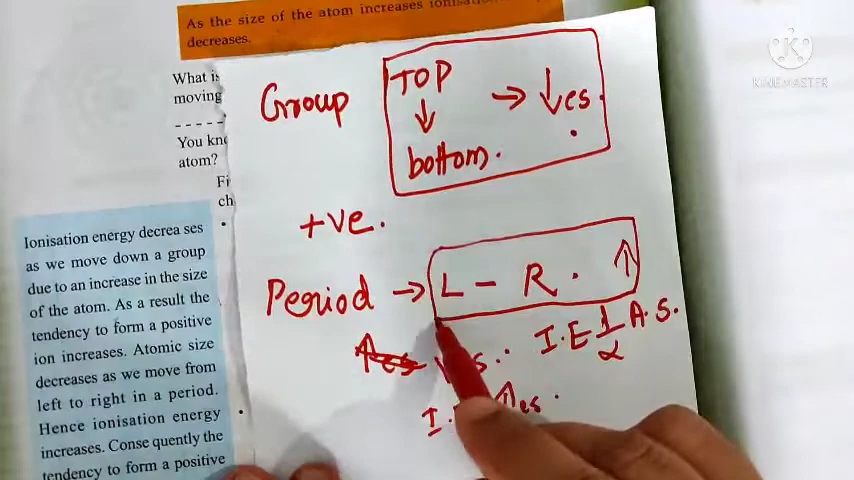 As the size of the atom increases
decreases.
What is
moving
You kn
atom?
Fi
ch
Group
TOP
↓
bottom.
→ ↓es.
+ve.
Period → L - R. ↑
I.E 1/α A.S.
↑es.
Ionisation energy decrea ses
as we move down a group
due to an increase in the size
of the atom. As a result the
tendency to form a positive
ion increases. Atomic size
decreases as we move from
left to right in a period.
Hence ionisation energy
increases. Conse quently the
tendency to form a positive
KINEMASTER